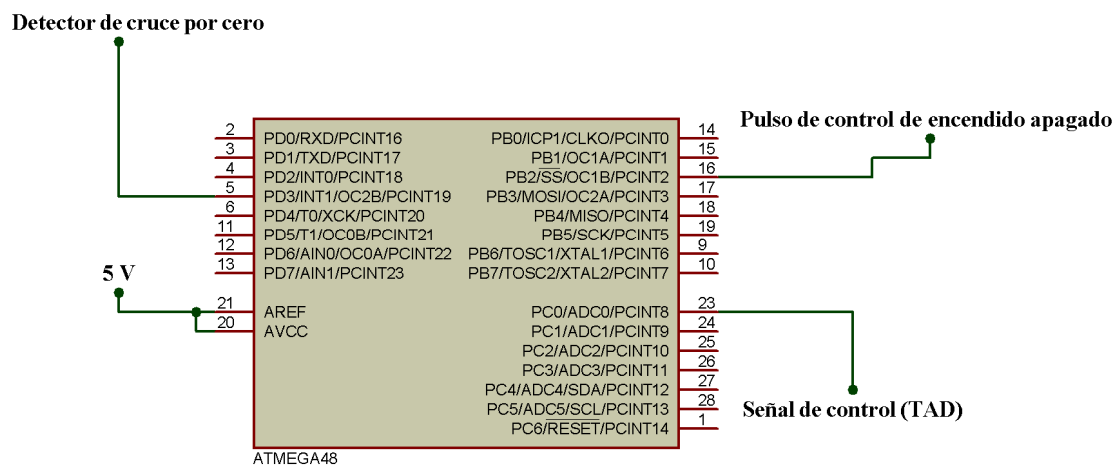 Detector de cruce por cero
Pulso de control de encendido apagado
2 PD0/RXD/PCINT16
3 PD1/TXD/PCINT17
4 PD2/INT0/PCINT18
5 PD3/INT1/OC2B/PCINT19
6 PD4/T0/XCK/PCINT20
11 PD5/T1/OC0B/PCINT21
12 PD6/AIN0/OC0A/PCINT22
13 PD7/AIN1/PCINT23
5 V
21 AREF
20 AVCC
PB0/ICP1/CLKO/PCINT0 14
PB1/OC1A/PCINT1 15
PB2/SS/OC1B/PCINT2 16
PB3/MOSI/OC2A/PCINT3 17
PB4/MISO/PCINT4 18
PB5/SCK/PCINT5 19
PB6/TOSC1/XTAL1/PCINT6 9
PB7/TOSC2/XTAL2/PCINT7 10
PC0/ADC0/PCINT8 23
PC1/ADC1/PCINT9 24
PC2/ADC2/PCINT10 25
PC3/ADC3/PCINT11 26
PC4/ADC4/SDA/PCINT12 27
PC5/ADC5/SCL/PCINT13 28
PC6/RESET/PCINT14 1
Señal de control (TAD)
ATMEGA48